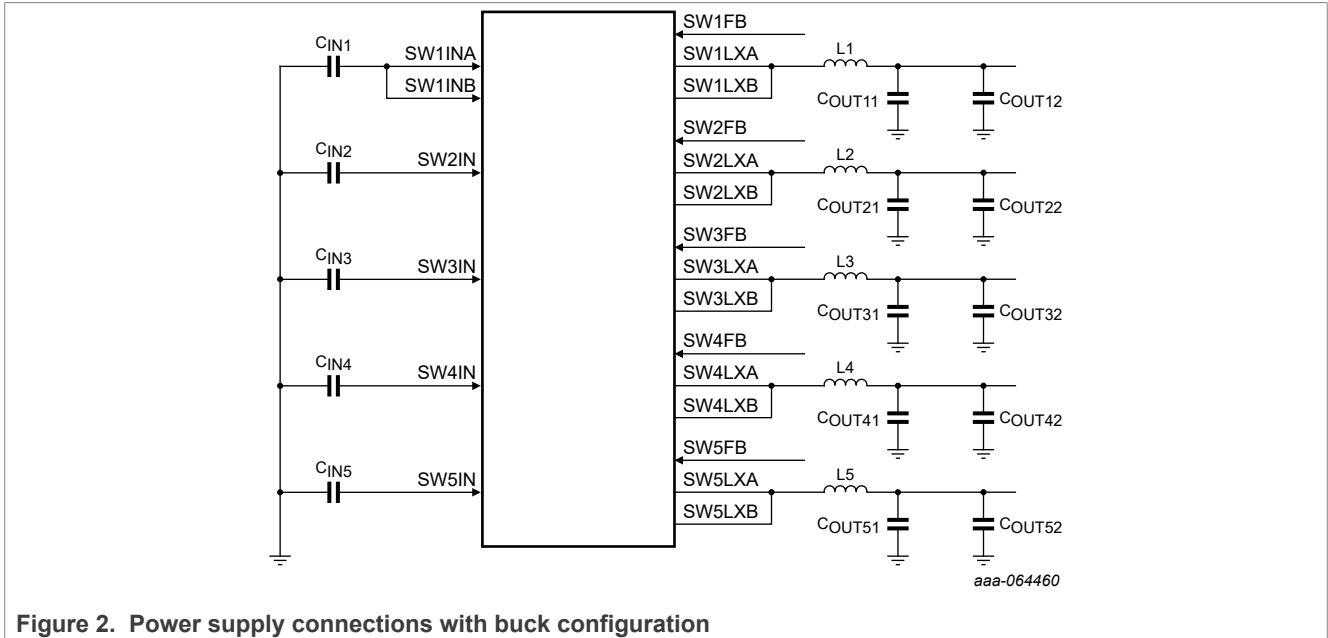 SW1FB
CIN1
SW1INA
SW1LXA
L1
SW1INB
SW1LXB
COUT11
COUT12
SW2FB
CIN2
SW2IN
SW2LXA
L2
SW2LXB
COUT21
COUT22
SW3FB
CIN3
SW3IN
SW3LXA
L3
SW3LXB
COUT31
COUT32
SW4FB
CIN4
SW4IN
SW4LXA
L4
SW4LXB
COUT41
COUT42
SW5FB
CIN5
SW5IN
SW5LXA
L5
SW5LXB
COUT51
COUT52
aaa-064460
Figure 2. Power supply connections with buck configuration